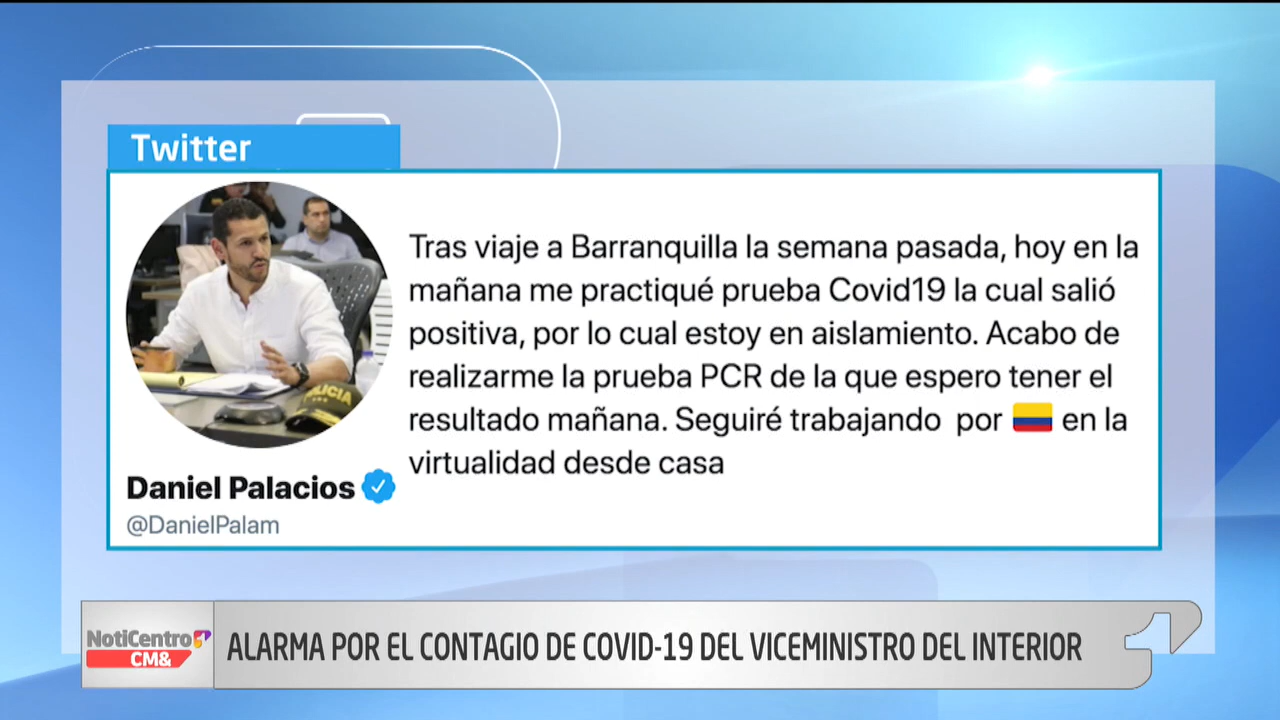 Twitter
Tras viaje a Barranquilla la semana pasada, hoy en la
mañana me practiqué prueba Covid19 la cual salió
positiva, por lo cual estoy en aislamiento. Acabo de
realizarme la prueba PCR de la que espero tener el
resultado mañana. Seguiré trabajando por 🇨🇴 en la
virtualidad desde casa
POLICIA
Daniel Palacios
@DanielPalam
NotiCentro 1
CM&
ALARMA POR EL CONTAGIO DE COVID-19 DEL VICEMINISTRO DEL INTERIOR
1